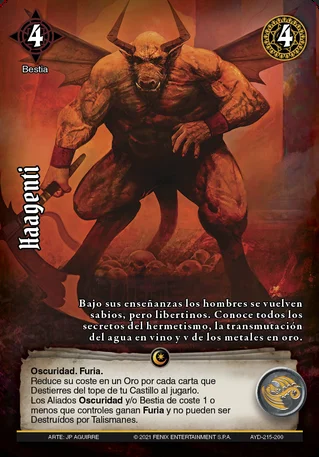 4
4
Bestia
Haagenti
Bajo sus enseñanzas los hombres se vuelven
sabios, pero libertinos. Conoce todos los
secretos del hermetismo, la transmutación
del agua en vino y v de los metales en oro.
Oscuridad. Furia.
Reduce su coste en un Oro por cada carta que
Destierres del tope de tu Castillo al jugarlo.
Los Aliados Oscuridad y/o Bestia de coste 1 o
menos que controles ganan Furia y no pueden ser
Destruidos por Talismanes.
ARTE: JP AGUIRRE © 2021 FENIX ENTERTAINMENT S.P.A. AYD-215-260